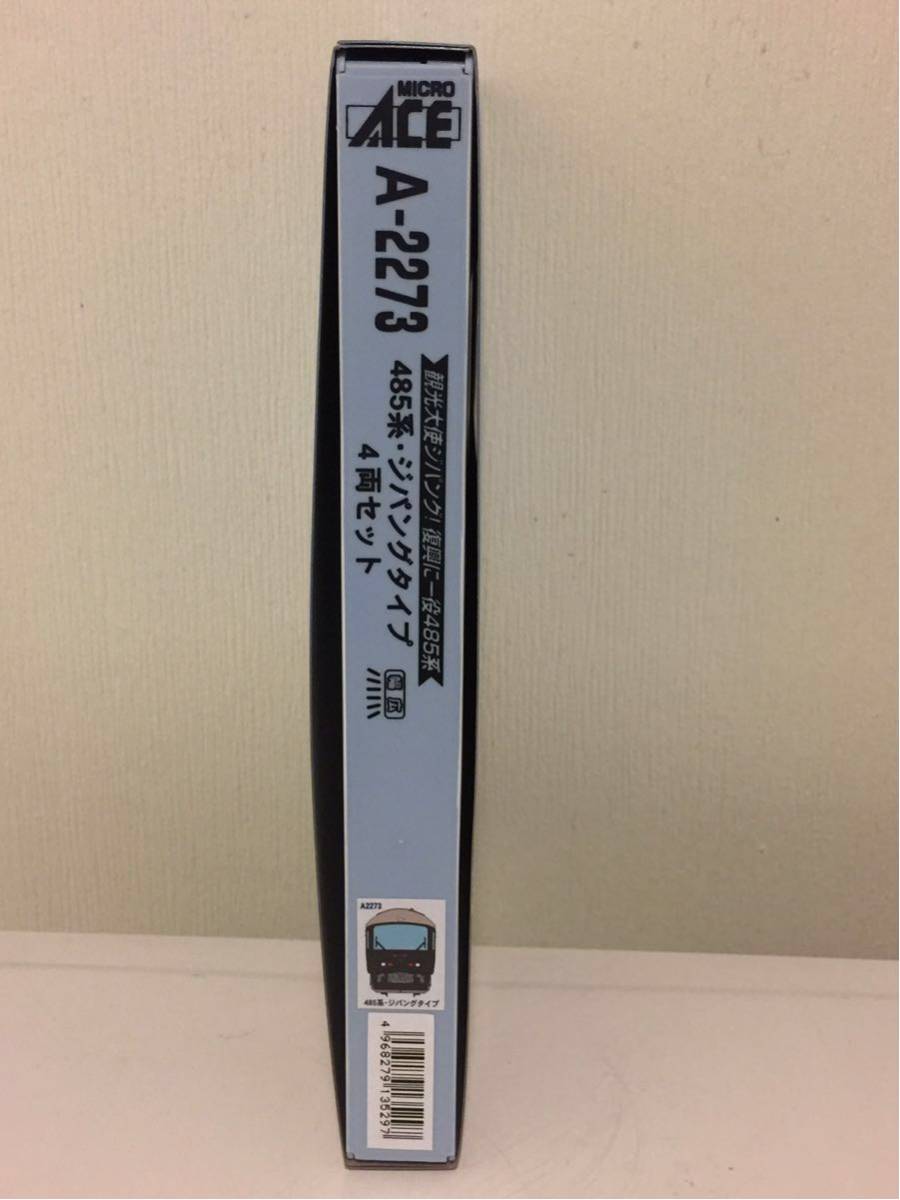 MICRO
ACE
A-2273
観光大使ジパング!復興に一役485系
485系・ジパングタイプ
4両セット
幅広
A2273
485系・ジパングタイプ
4 968279 135297